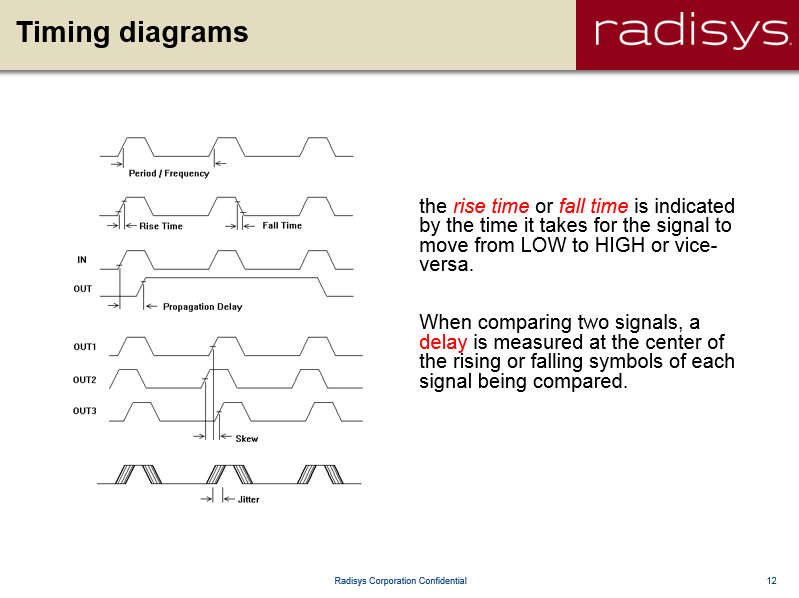 Timing diagrams
radisys.
Period / Frequency
Rise Time
Fall Time
IN
OUT
Propagation Delay
OUT1
OUT2
OUT3
Skew
Jitter
the rise time or fall time is indicated
by the time it takes for the signal to
move from LOW to HIGH or vice-
versa.
When comparing two signals, a
delay is measured at the center of
the rising or falling symbols of each
signal being compared.
Radisys Corporation Confidential
12